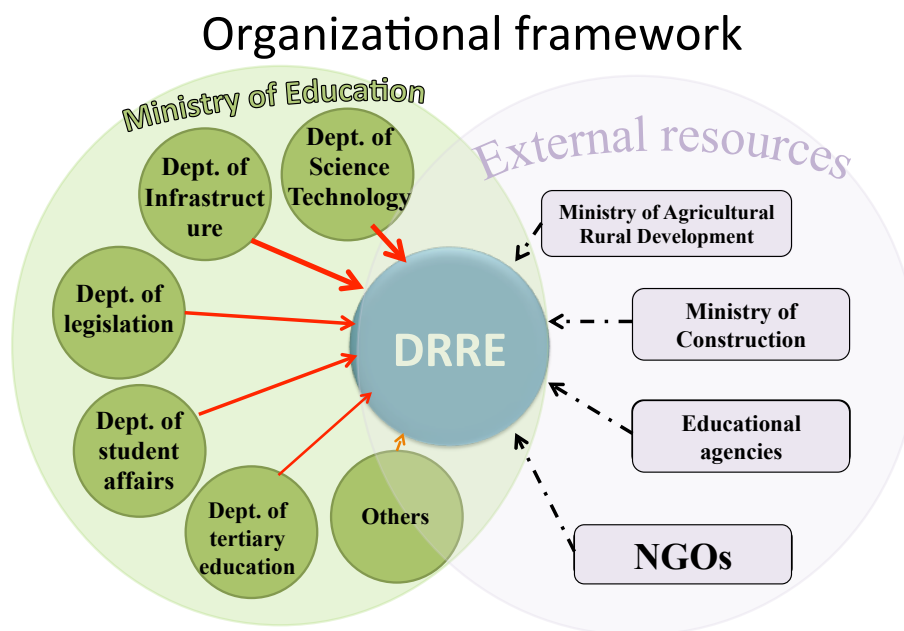 Organizational framework
Ministry of Education
External resources
Dept. of
Science
Technology
Dept. of
Infrastruct
ure
Dept. of
legislation
Dept. of
student
affairs
Dept. of
tertiary
education
Others
DRRE
Ministry of Agricultural
Rural Development
Ministry of
Construction
Educational
agencies
NGOs